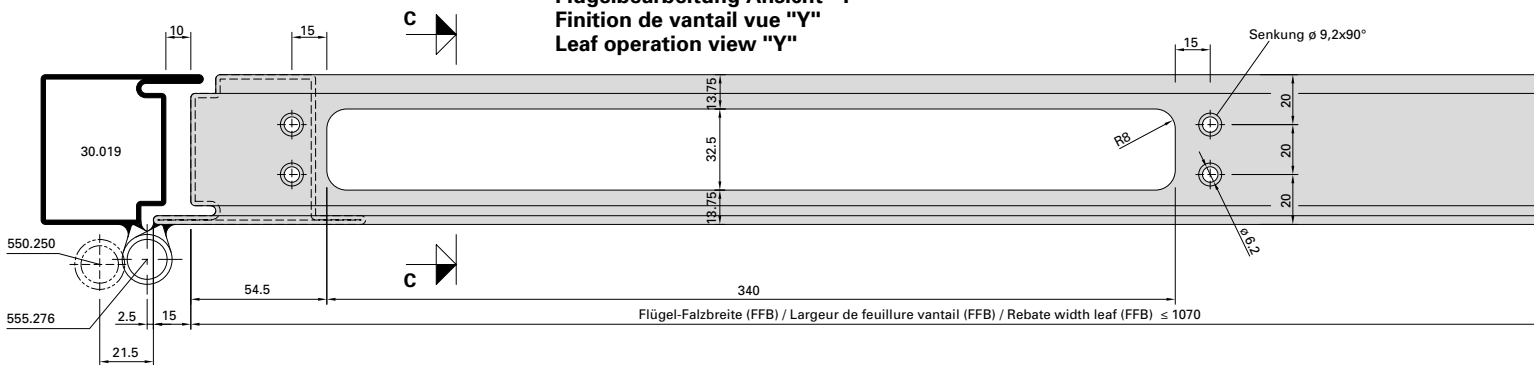 Finition de vantail vue "Y"
Leaf operation view "Y"
C
10
15
15
Senkung ø 9,2x90°
13.75
20
30.019
32.5
R8
20
13.75
20
ø 6.2
550.250
C
54.5
340
555.276
2.5
15
Flügel-Falzbreite (FFB) / Largeur de feuillure vantail (FFB) / Rebate width leaf (FFB) ≤ 1070
21.5